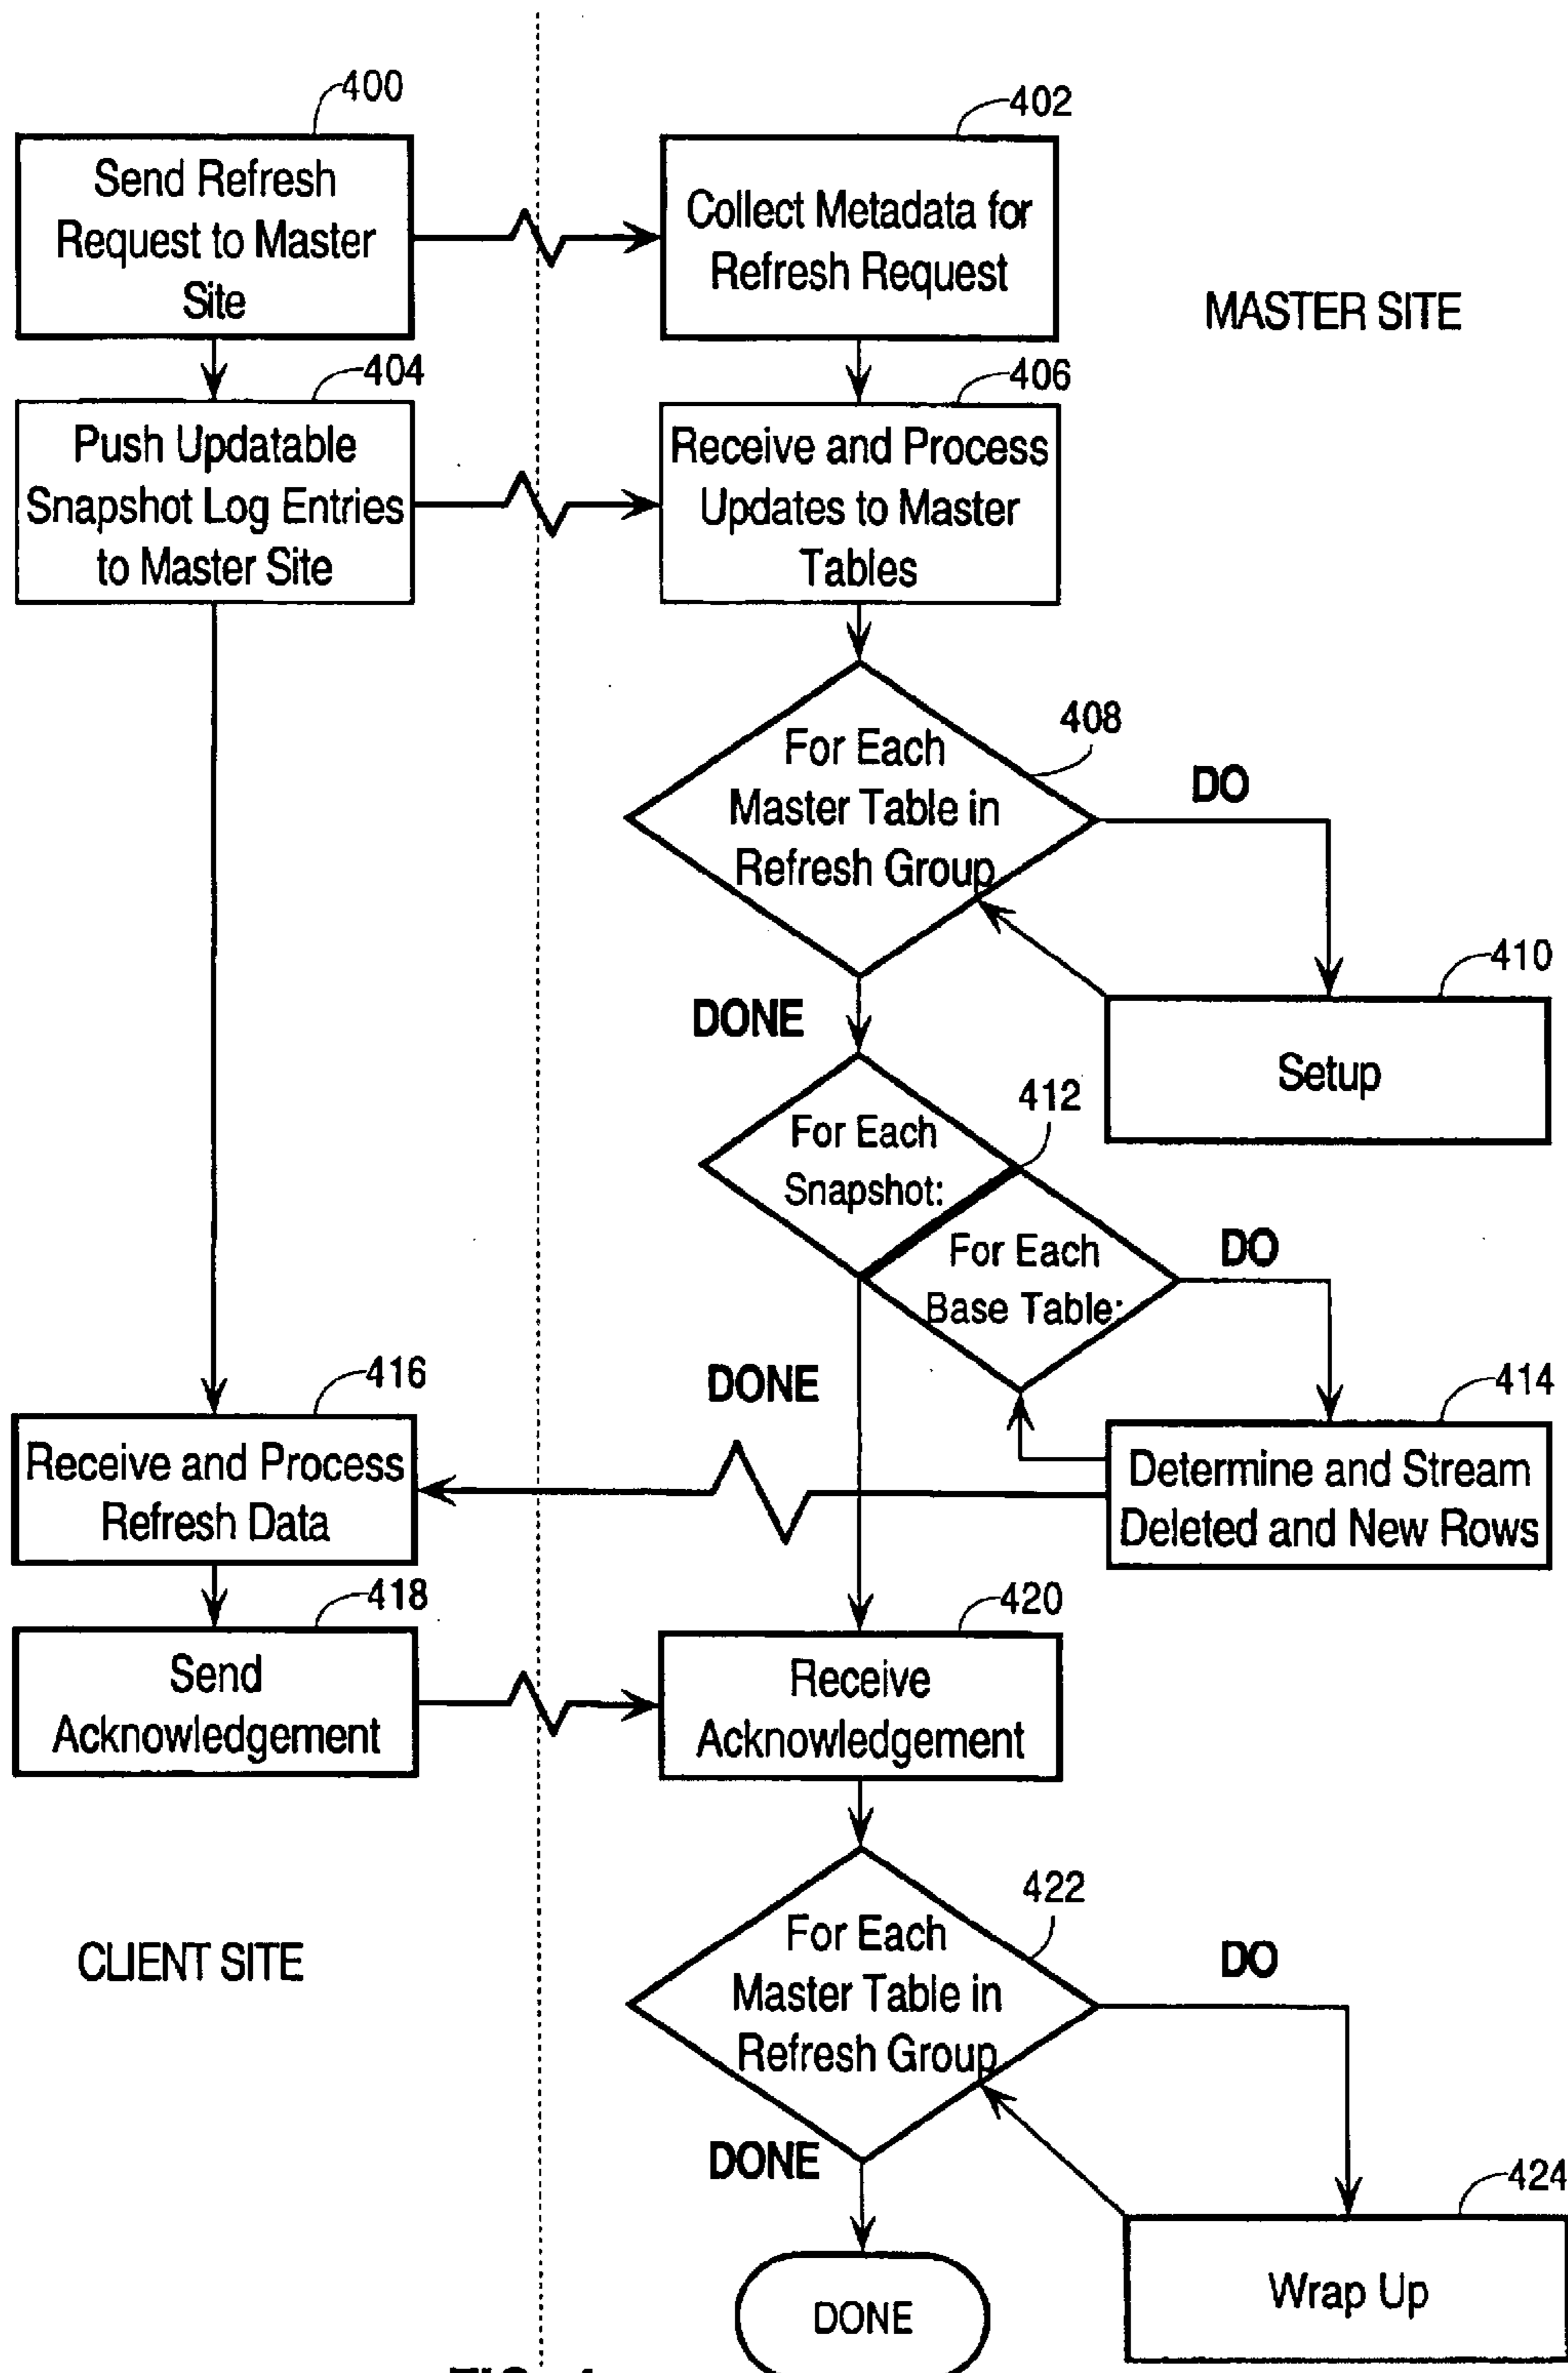 400
Send Refresh
Request to Master
Site
402
Collect Metadata for
Refresh Request
MASTER SITE
404
Push Updatable
Snapshot Log Entries
to Master Site
406
Receive and Process
Updates to Master
Tables
408
For Each
Master Table in
Refresh Group
DO
410
Setup
DONE
412
For Each
Snapshot:
For Each
Base Table:
DO
DONE
414
Determine and Stream
Deleted and New Rows
416
Receive and Process
Refresh Data
418
Send
Acknowledgement
420
Receive
Acknowledgement
CLIENT SITE
422
For Each
Master Table in
Refresh Group
DO
424
Wrap Up
DONE
DONE